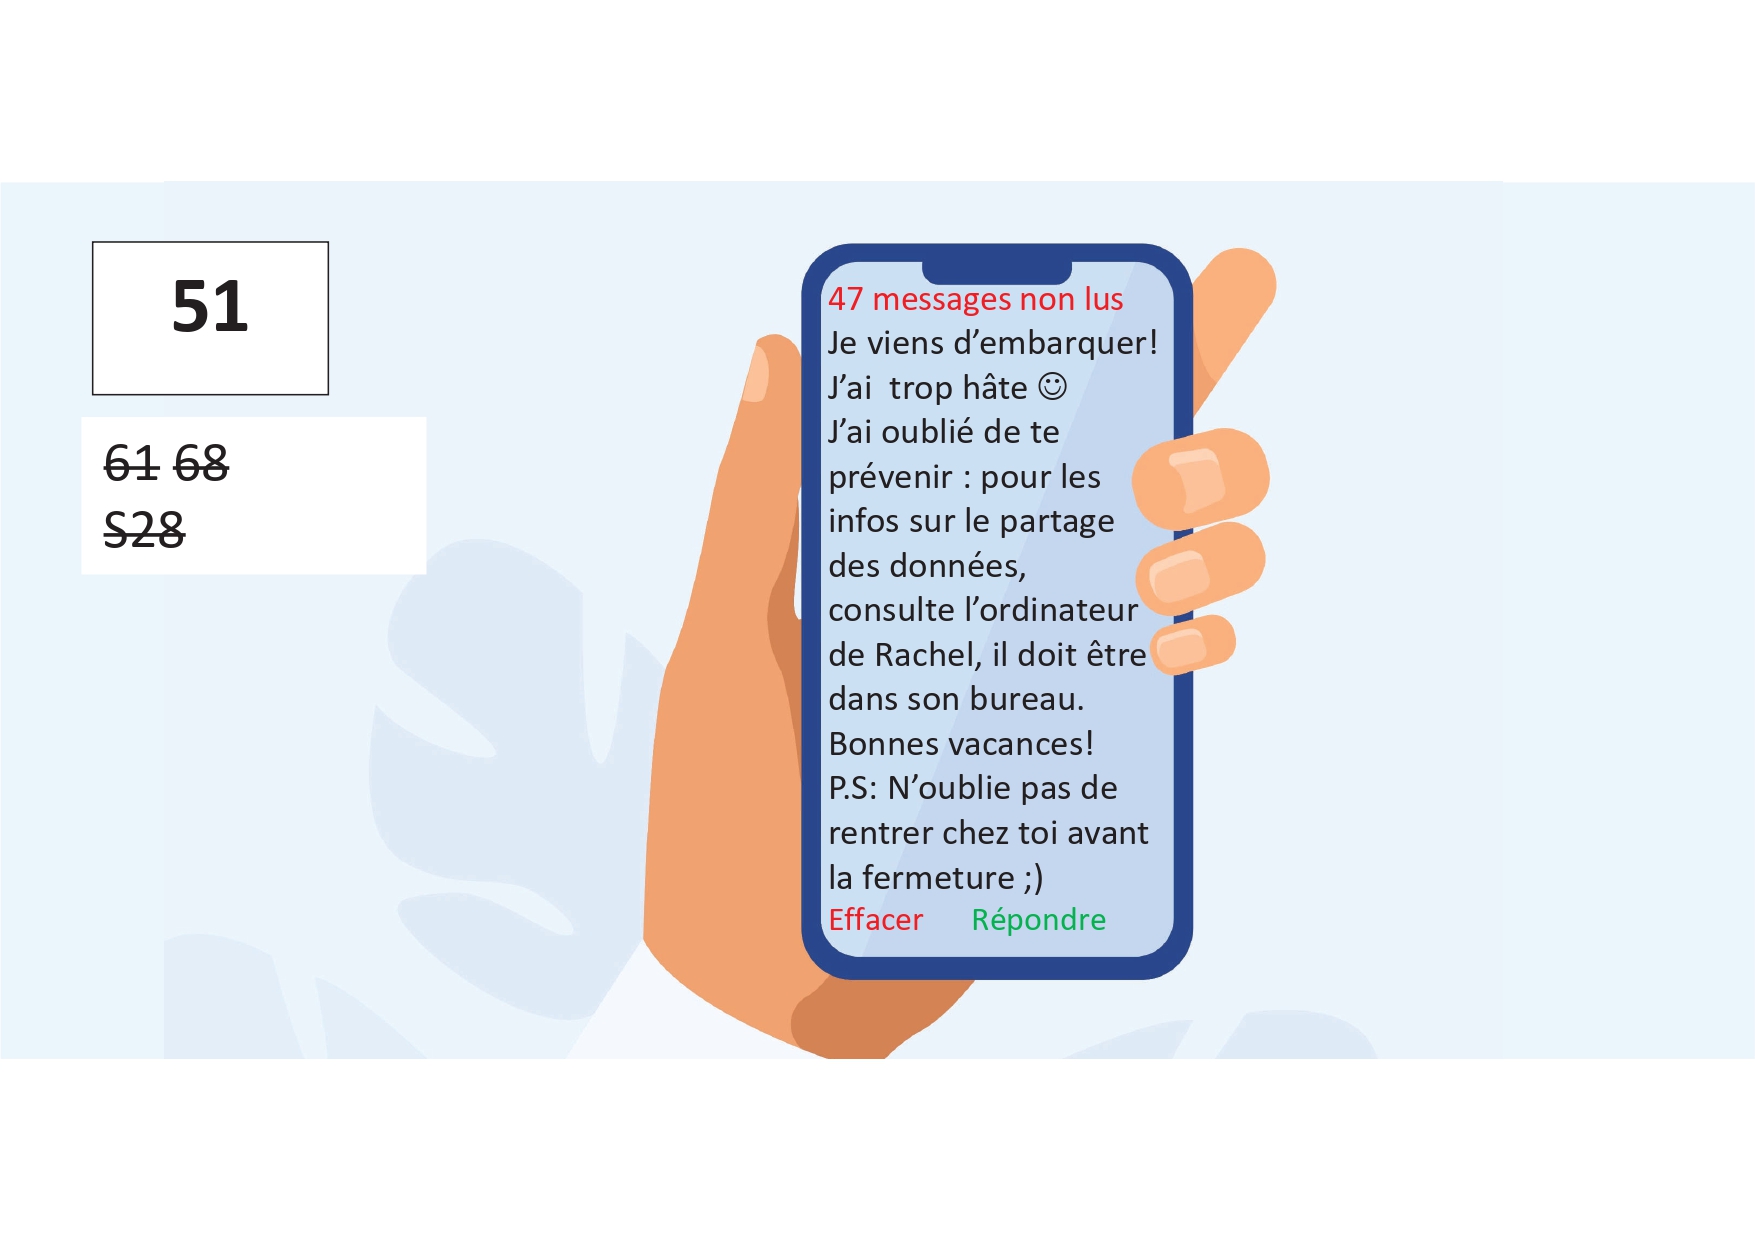 51
61 68
S28
47 messages non lus
Je viens d’embarquer!
J’ai trop hâte ☺
J’ai oublié de te
prévenir : pour les
infos sur le partage
des données,
consulte l’ordinateur
de Rachel, il doit être
dans son bureau.
Bonnes vacances!
P.S: N’oublie pas de
rentrer chez toi avant
la fermeture ;)
Effacer Répondre